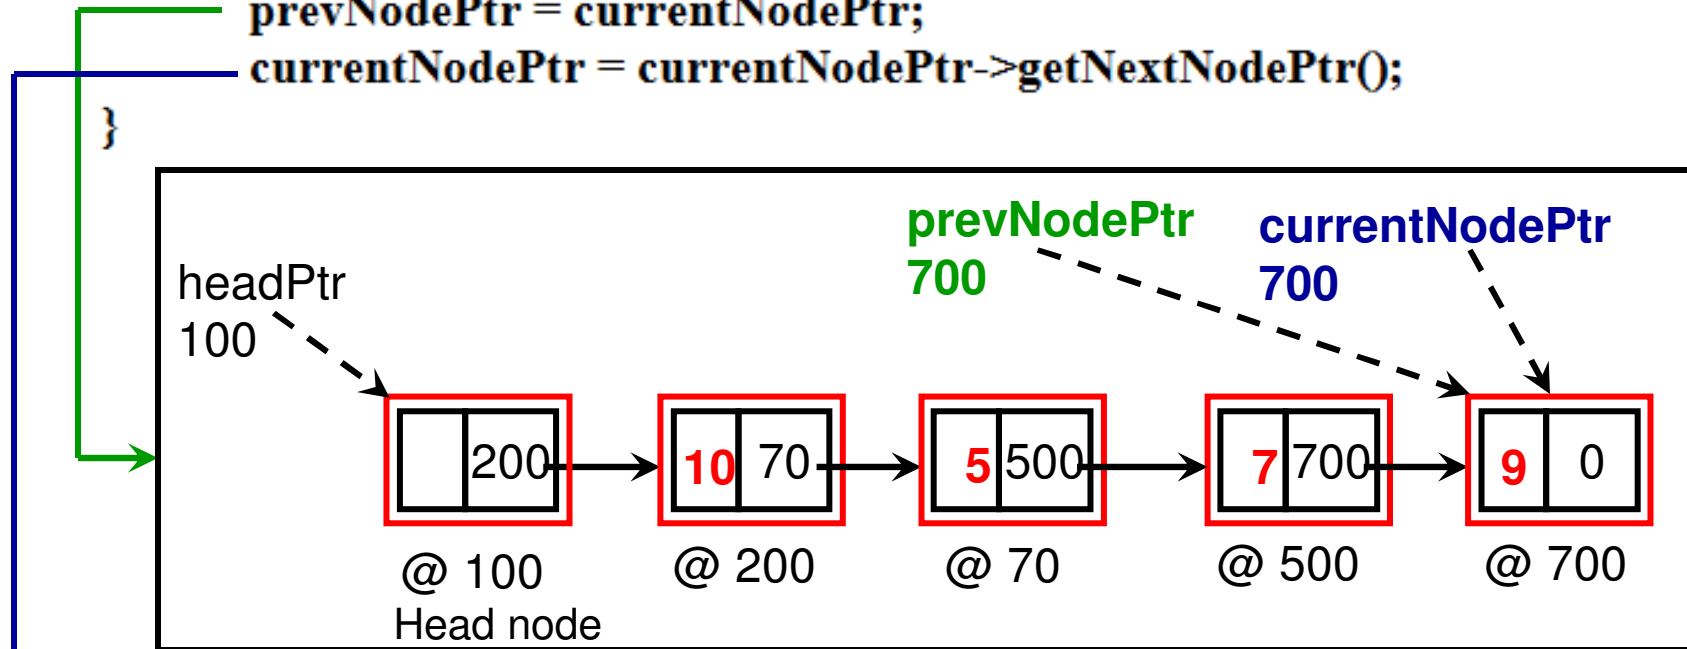 prevNodePtr = currentNodePtr;
currentNodePtr = currentNodePtr->getNextNodePtr();
}
prevNodePtr currentNodePtr
700 700
headPtr
100
200 10 70 5 500 7 700 9 0
@ 100 @ 200 @ 70 @ 500 @ 700
Head node